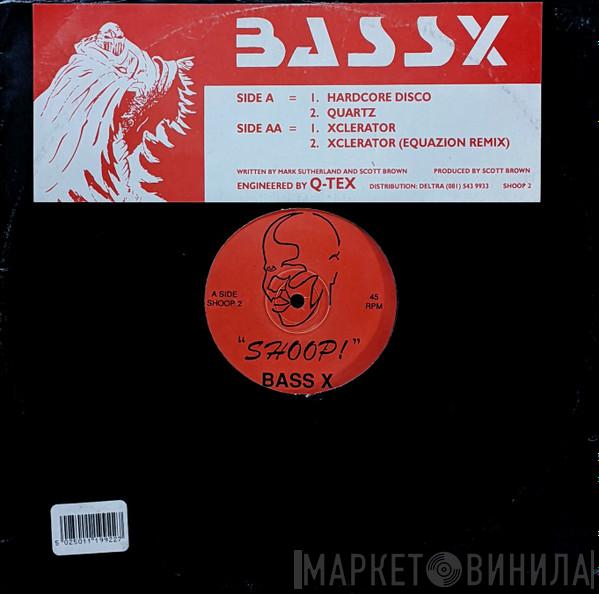 BASSX
SIDE A = 1. HARDCORE DISCO
2. QUARTZ
SIDE AA = 1. XCLERATOR
2. XCLERATOR (EQUAZION REMIX)
WRITTEN BY MARK SUTHERLAND AND SCOTT BROWN PRODUCED BY SCOTT BROWN
ENGINEERED BY Q-TEX DISTRIBUTION: DELTRA (081) 543 9933 SHOOP 2
A SIDE
SHOOP. 2
45
RPM
"SHOOP!"
BASS X
5 025011 199227
МАРКЕТ ВИНИЛА